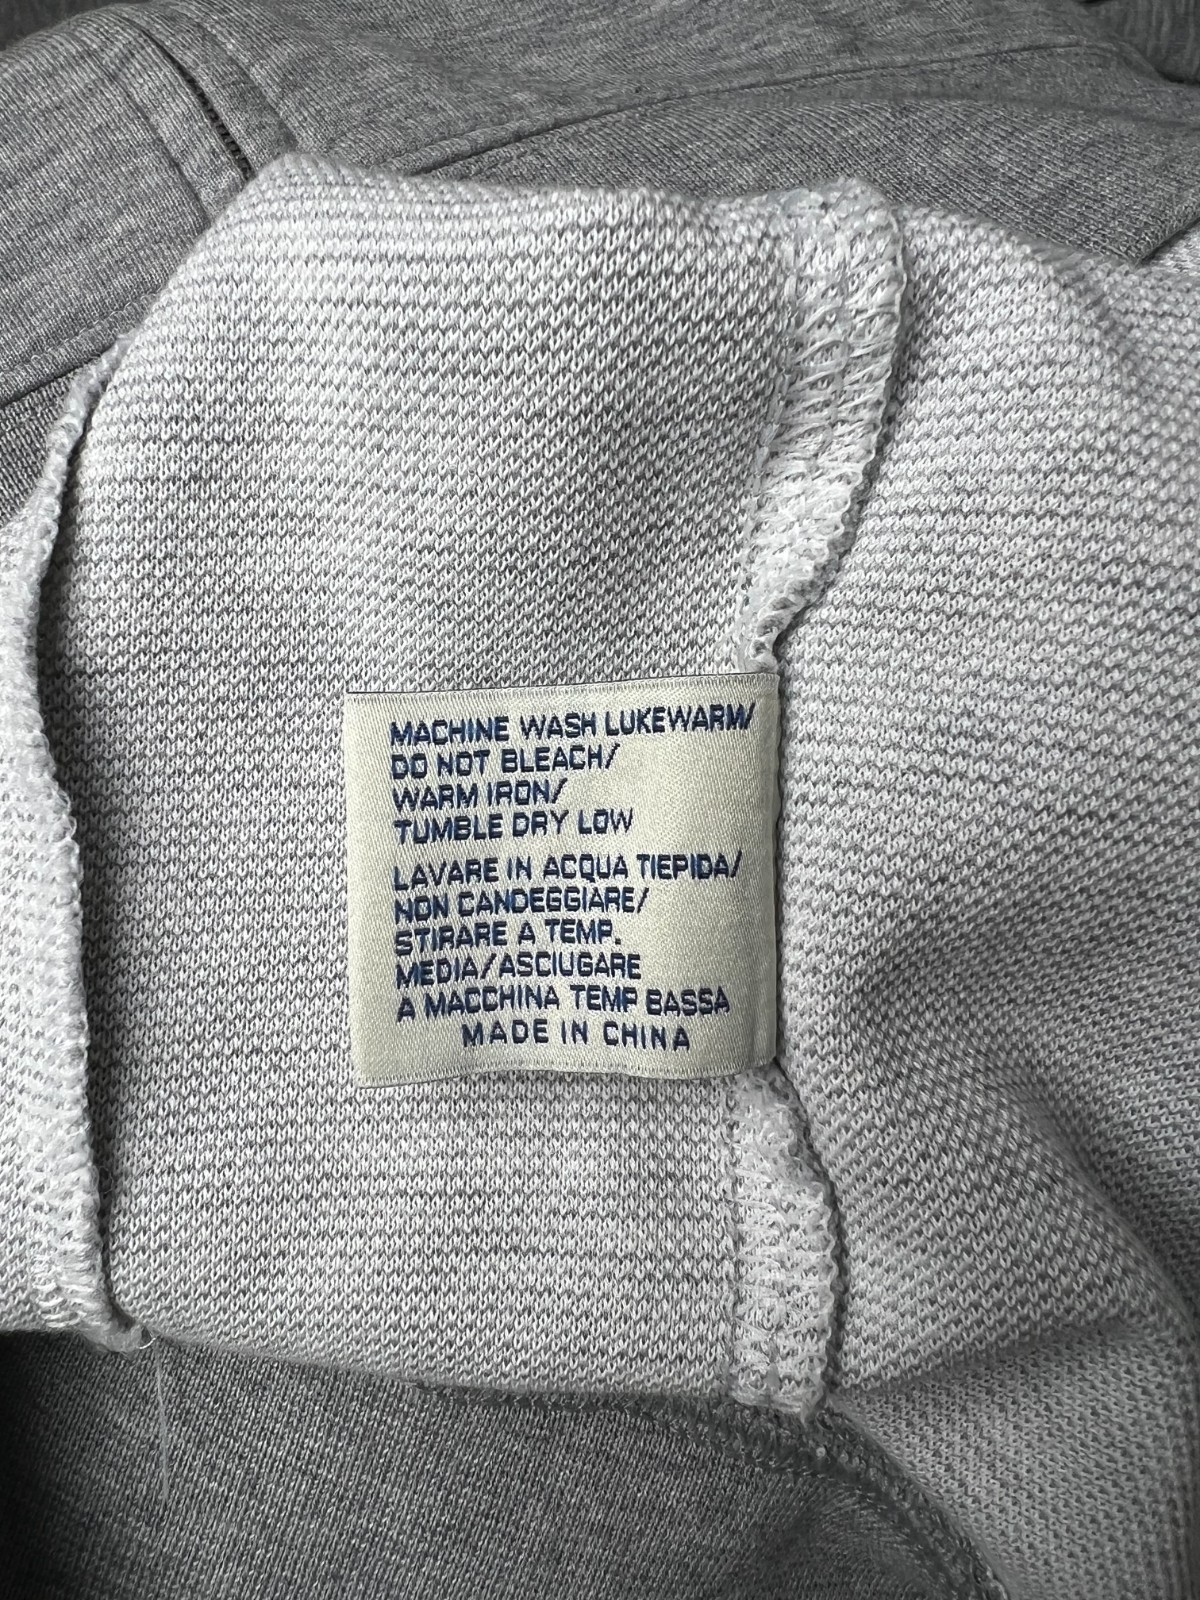 MACHINE WASH LUKEWARM/
DO NOT BLEACH/
WARM IRON/
TUMBLE DRY LOW
LAVARE IN ACQUA TIEPIDA/
NON CANDEGGIARE/
STIRARE A TEMP.
MEDIA/ASCIUGARE
A MACCHINA TEMP BASSA
MADE IN CHINA